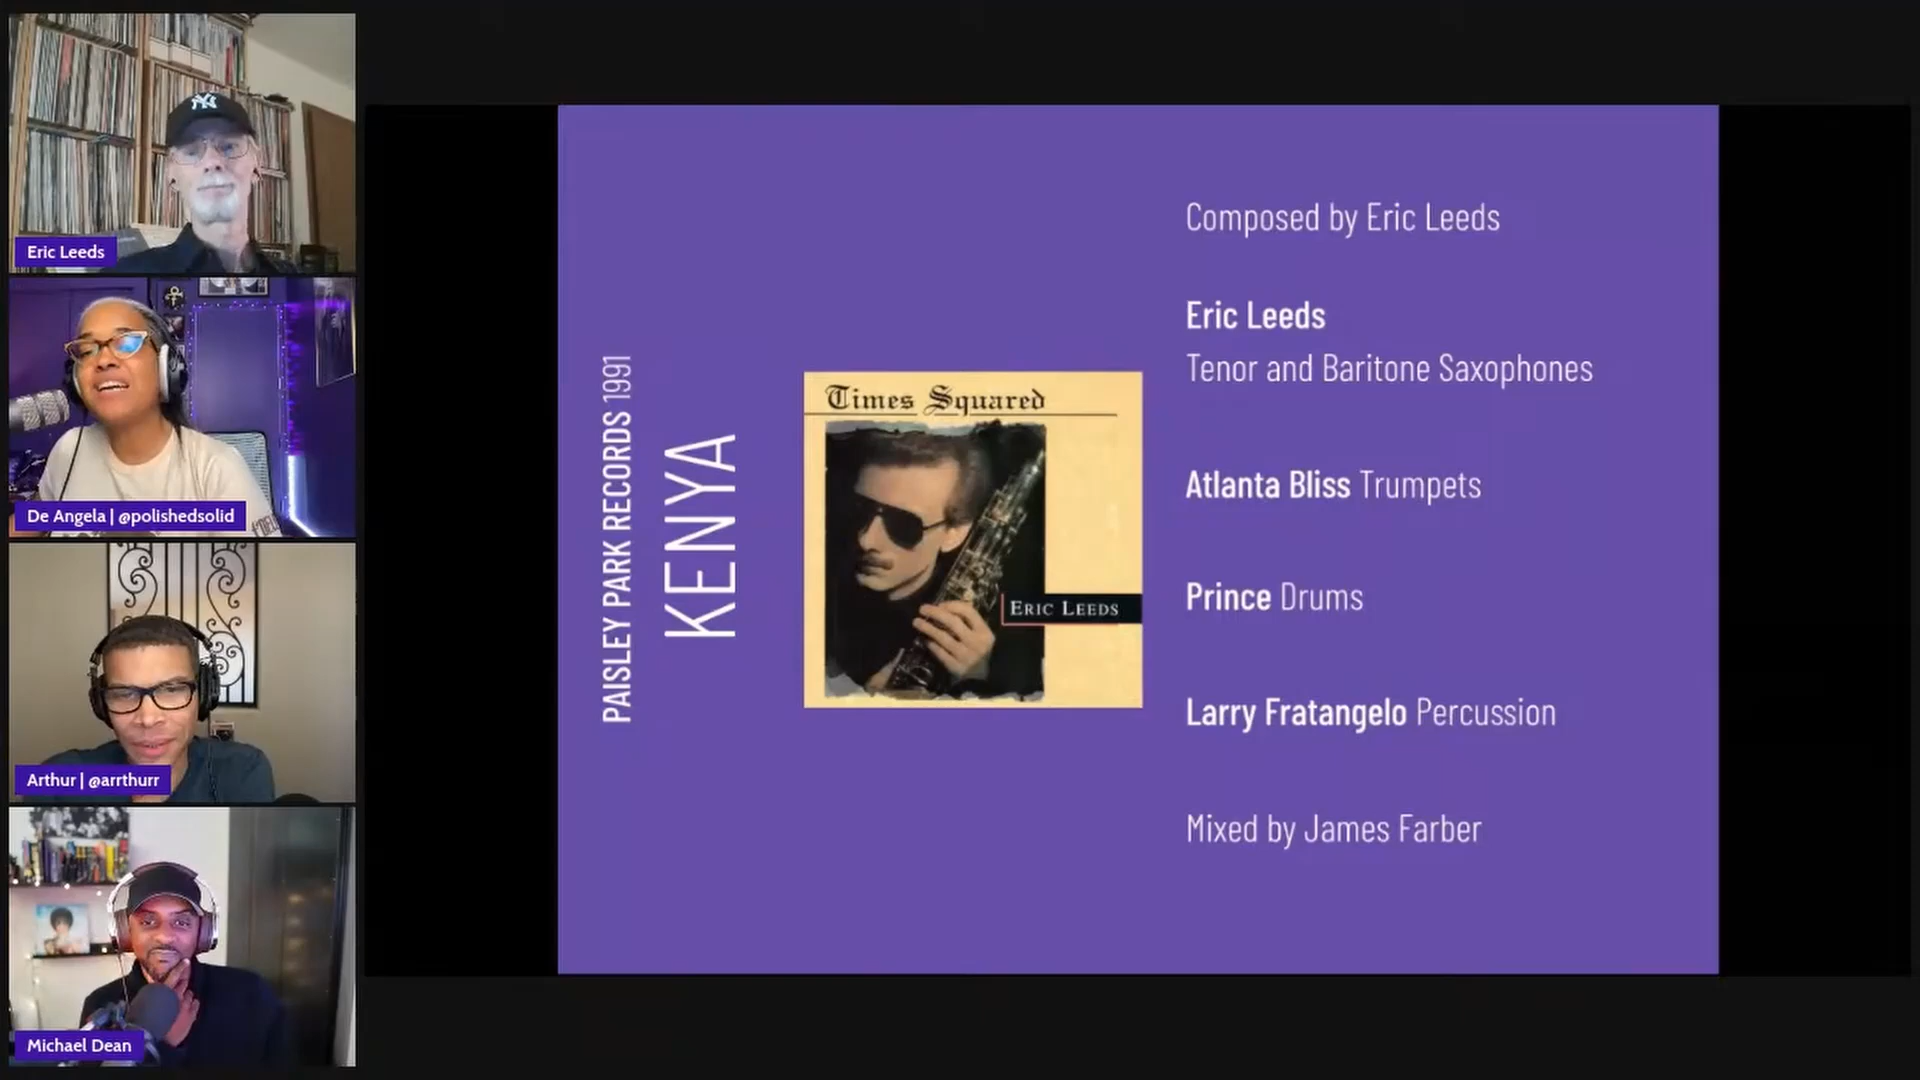 NY
Eric Leeds
De Angela | @polishedsolid
Arthur | @arrthurr
Michael Dean
PAISLEY PARK RECORDS 1991
KENYA
Times Squared
ERIC LEEDS
Composed by Eric Leeds
Eric Leeds
Tenor and Baritone Saxophones
Atlanta Bliss Trumpets
Prince Drums
Larry Fratangelo Percussion
Mixed by James Farber